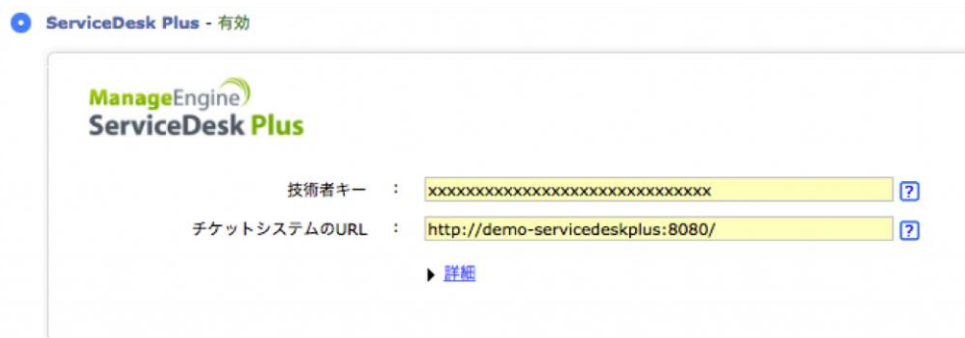 ServiceDesk Plus - 有効
ManageEngine
ServiceDesk Plus
技術者キー : xxxxxxxxxxxxxxxxxxxxxxxxxxxxxx ?
チケットシステムのURL : http://demo-servicedeskplus:8080/ ?
詳細